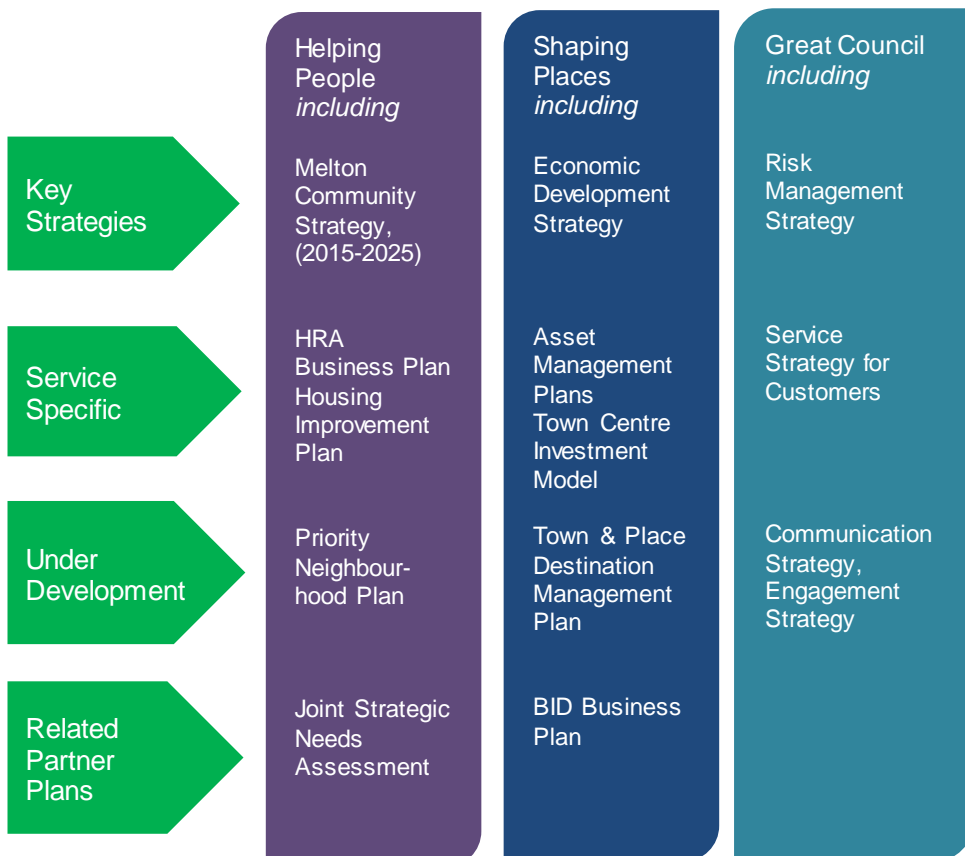 Helping
People
including
Shaping
Places
including
Great Council
including
Key
Strategies
Melton
Community
Strategy,
(2015-2025)
Economic
Development
Strategy
Risk
Management
Strategy
Service
Specific
HRA
Business Plan
Housing
Improvement
Plan
Asset
Management
Plans
Town Centre
Investment
Model
Service
Strategy for
Customers
Under
Development
Priority
Neighbour-
hood Plan
Town & Place
Destination
Management
Plan
Communication
Strategy,
Engagement
Strategy
Related
Partner
Plans
Joint Strategic
Needs
Assessment
BID Business
Plan